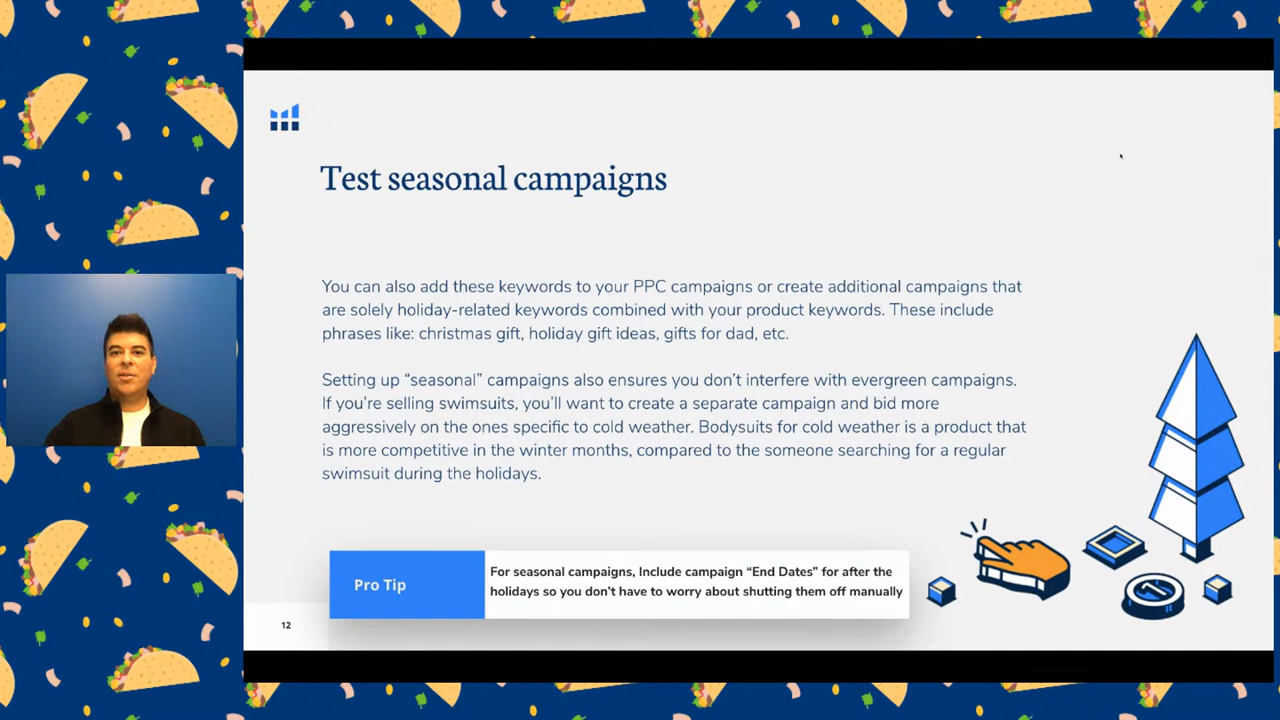 Test seasonal campaigns
You can also add these keywords to your PPC campaigns or create additional campaigns that
are solely holiday-related keywords combined with your product keywords. These include
phrases like: christmas gift, holiday gift ideas, gifts for dad, etc.
Setting up “seasonal” campaigns also ensures you don’t interfere with evergreen campaigns.
If you’re selling swimsuits, you’ll want to create a separate campaign and bid more
aggressively on the ones specific to cold weather. Bodysuits for cold weather is a product that
is more competitive in the winter months, compared to the someone searching for a regular
swimsuit during the holidays.
Pro Tip
For seasonal campaigns, Include campaign “End Dates” for after the
holidays so you don’t have to worry about shutting them off manually
12